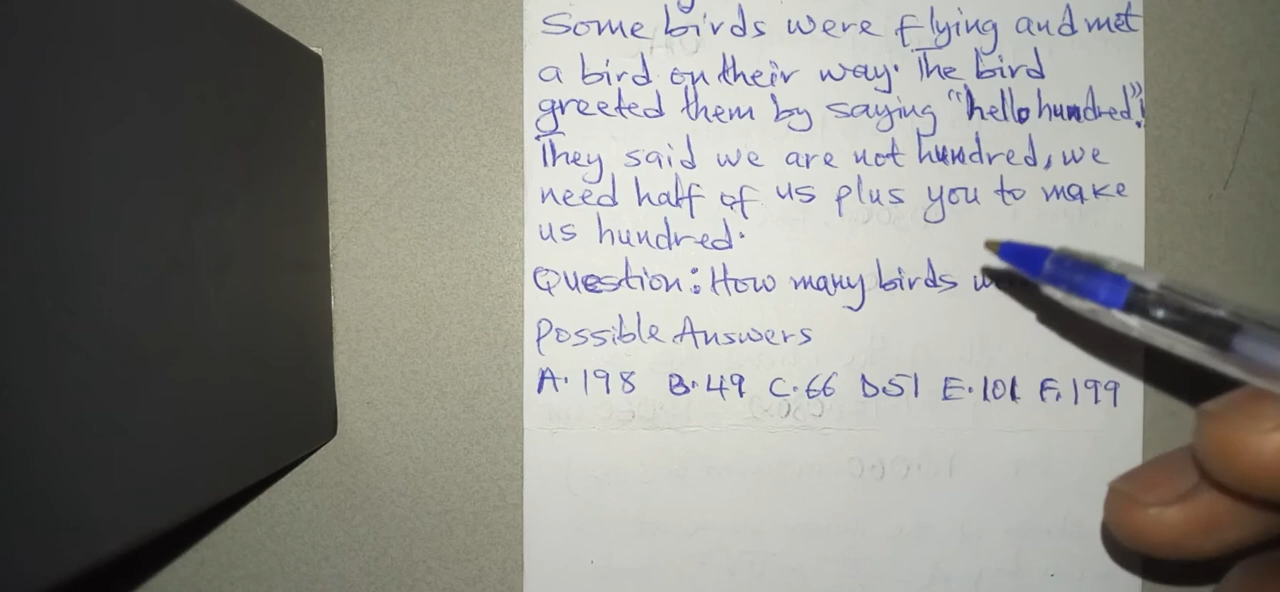 Some birds were flying and met
a bird on their way. The bird
greeted them by saying "hello hundred"!
They said we are not hundred, we
need half of us plus you to make
us hundred.
Question: How many birds
Possible Answers
A. 198 B. 49 C. 66 D. 51 E. 101 F. 199